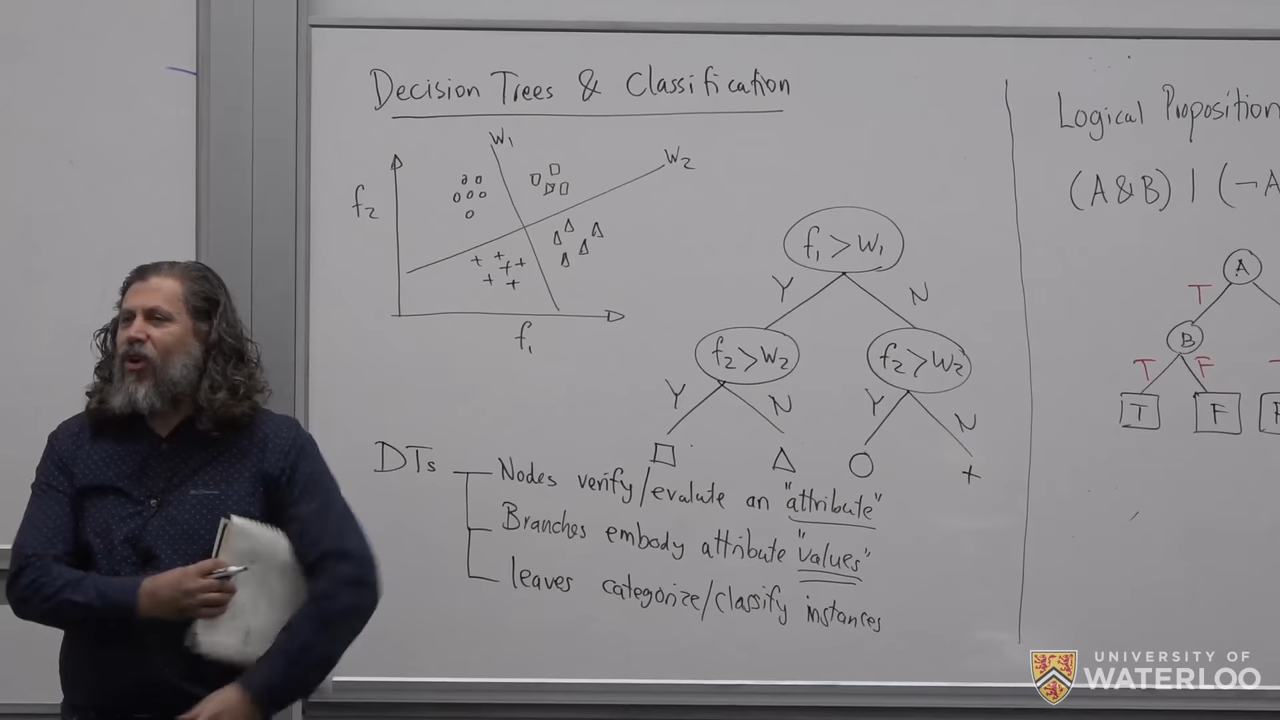 Decision Trees & Classification
W1
W2
f2
f1
f1 > W1
Y
N
f2 > W2
f2 > W2
Y
N
Y
N
+
DTs
Nodes verify/evaluate an "attribute"
Branches embody attribute "values"
leaves categorize/classify instances
Logical Proposition
(A&B) | (¬A
A
T
B
T
F
T
F
UNIVERSITY OF
WATERLOO